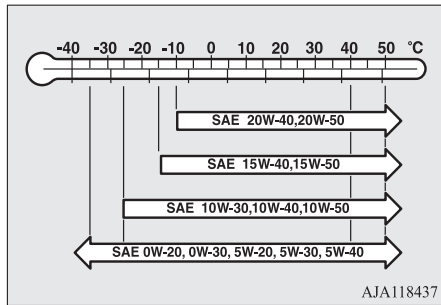 -40 -30 -20 -10 0 10 20 30 40 50 °C
SAE 20W-40,20W-50
SAE 15W-40,15W-50
SAE 10W-30,10W-40,10W-50
SAE 0W-20, 0W-30, 5W-20, 5W-30, 5W-40
AJA118437